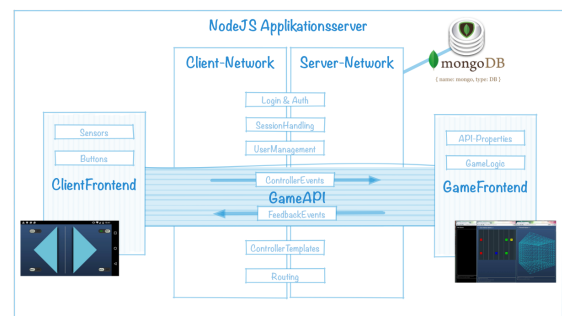 NodeJS Applikationsserver
Client-Network
Server-Network
mongoDB
{ name: mongo, type: DB }
Login & Auth
SessionHandling
UserManagement
Sensors
Buttons
ClientFrontend
API-Properties
GameLogic
GameFrontend
ControllerEvents
GameAPI
FeedbackEvents
ControllerTemplates
Routing